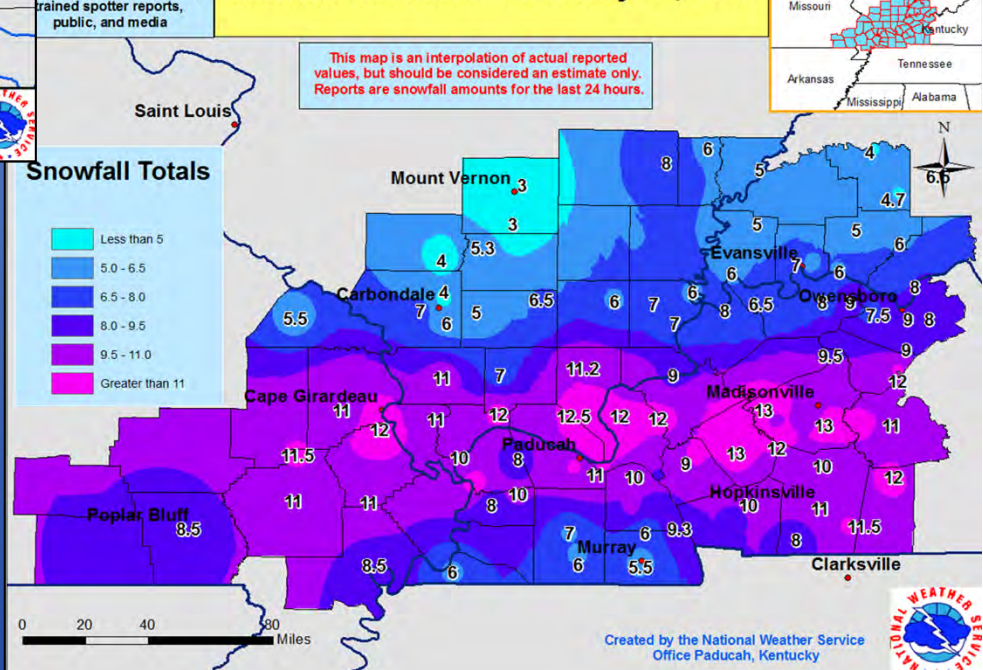 trained spotter reports,
public, and media
This map is an interpolation of actual reported
values, but should be considered an estimate only.
Reports are snowfall amounts for the last 24 hours.
Missouri
Kentucky
Tennessee
Arkansas
Mississippi
Alabama
N
Saint Louis
Snowfall Totals
Less than 5
5.0 - 6.5
6.5 - 8.0
8.0 - 9.5
9.5 - 11.0
Greater than 11
8 6 5 4 6.5
Mount Vernon 3
4.7
3 5 5
5.3 6
4 Evansville 7
6 6
Carbondale 4 6.5 6 7 6 6.5 Owensboro 8
5.5 7 6 5 7 8 8 9 7.5 9 8
9.5 9
11 7 11.2 9 12
Cape Girardeau Madisonville
11 11 12 12.5 12 12 13 13 11
12 Paducah
11.5 10 8 9 13 12 10 12
11 10
11 11 8 10 Hopkinsville 10 11
Poplar Bluff 8.5 7 6 9.3 11.5
8
Murray
8.5 6 6 5.5
Clarksville
0 20 40 80 Miles
Created by the National Weather Service
Office Paducah, Kentucky
NATIONAL WEATHER SERVICE